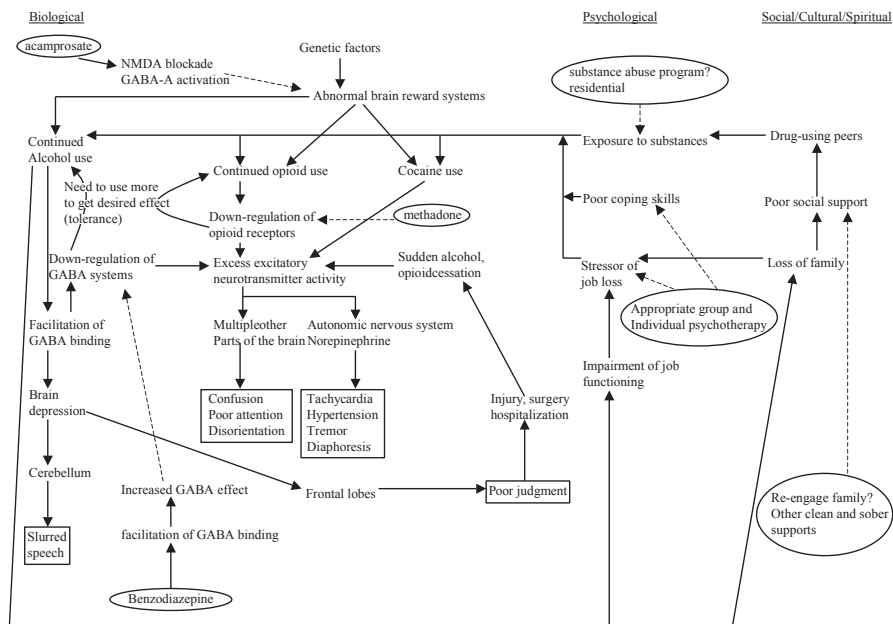 Biological
Psychological
Social/Cultural/Spiritual
acamprosate
NMDA blockade
GABA-A activation
Genetic factors
Abnormal brain reward systems
substance abuse program?
residential
Continued
Alcohol use
Continued opioid use
Cocaine use
Exposure to substances
Drug-using peers
Need to use more
to get desired effect
(tolerance)
Down-regulation of
opioid receptors
methadone
Poor coping skills
Poor social support
Down-regulation of
GABA systems
Excess excitatory
neurotransmitter activity
Sudden alcohol,
opioidcessation
Stressor of
job loss
Loss of family
Facilitation of
GABA binding
Multipleother
Parts of the brain
Autonomic nervous system
Norepinephrine
Appropriate group and
Individual psychotherapy
Impairment of job
functioning
Brain
depression
Confusion
Poor attention
Disorientation
Tachycardia
Hypertension
Tremor
Diaphoresis
Injury, surgery
hospitalization
Cerebellum
Increased GABA effect
Frontal lobes
Poor judgment
Re-engage family?
Other clean and sober
supports
Slurred
speech
facilitation of GABA binding
Benzodiazepine